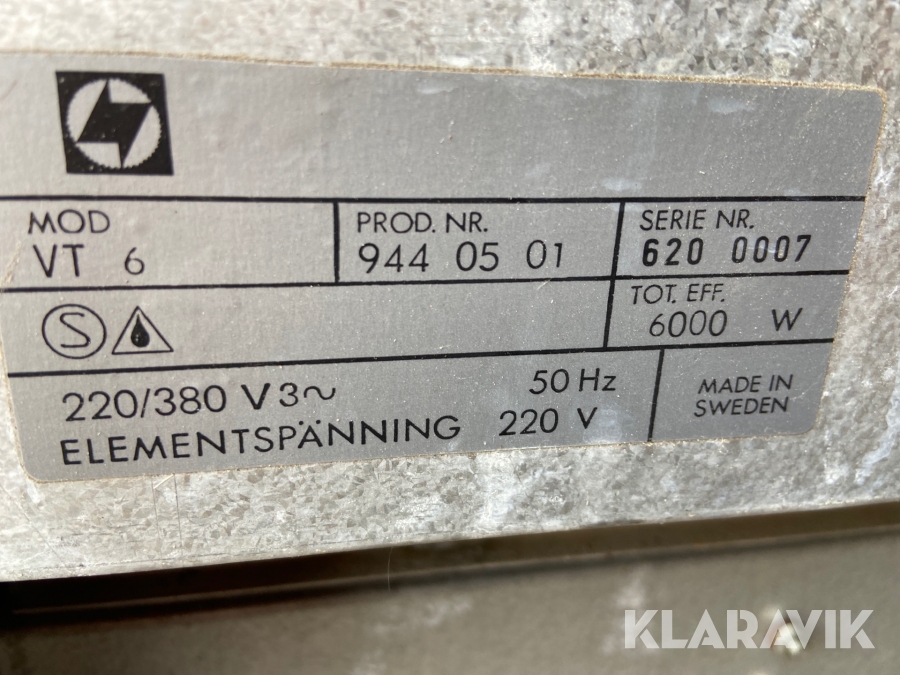 MOD
VT 6
PROD. NR.
944 05 01
SERIE NR.
620 0007
S
TOT. EFF.
6000 W
220/380 V 3~ 50 Hz
ELEMENTSPÄNNING 220 V
MADE IN
SWEDEN
KLARAVIK